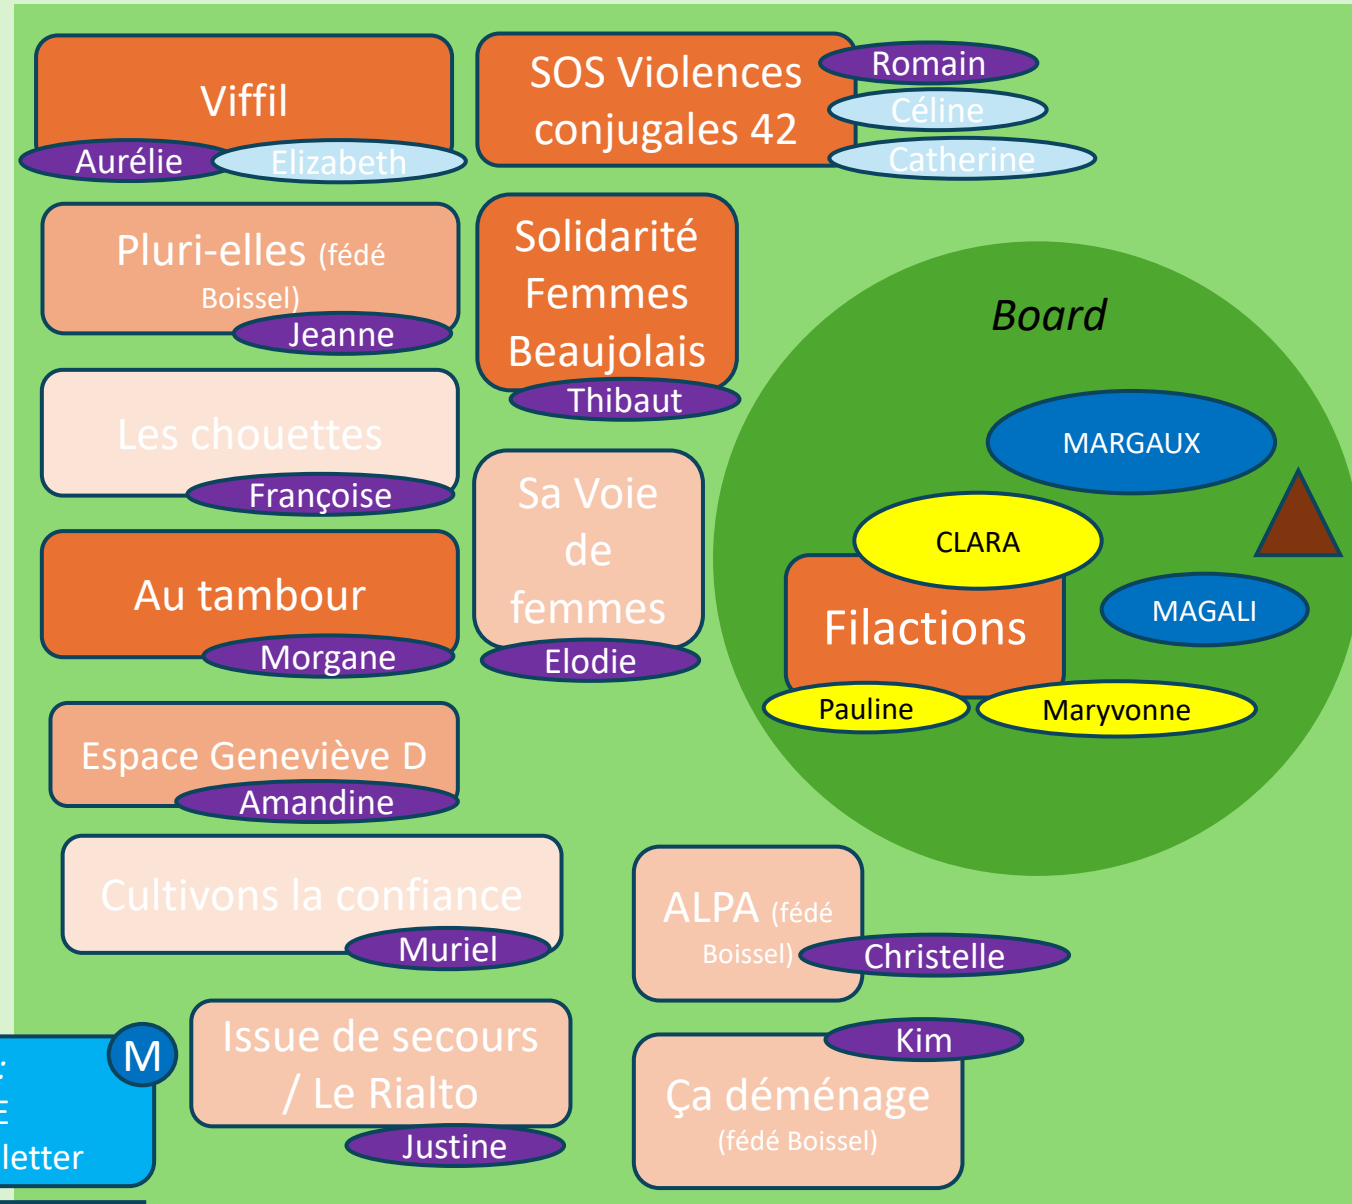 Viffil
Aurélie
Elizabeth
SOS Violences
conjugales 42
Romain
Céline
Catherine
Pluri-elles (fédé
Boissel)
Jeanne
Solidarité
Femmes
Beaujolais
Thibaut
Les chouettes
Françoise
Sa Voie
de
femmes
Elodie
Au tambour
Morgane
Espace Geneviève D
Amandine
Board
MARGAUX
CLARA
MAGALI
Filactions
Pauline
Maryvonne
Cultivons la confiance
Muriel
ALPA (fédé
Boissel)
Christelle
Issue de secours
/ Le Rialto
Justine
Kim
Ça déménage
(fédé Boissel)
M
:
E
letter